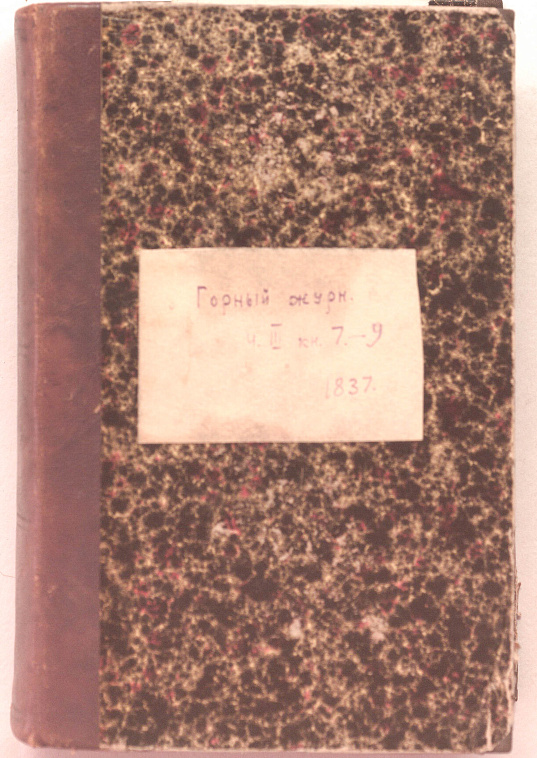 Горный журн.
Ч. III кн. 7.—9
1837.